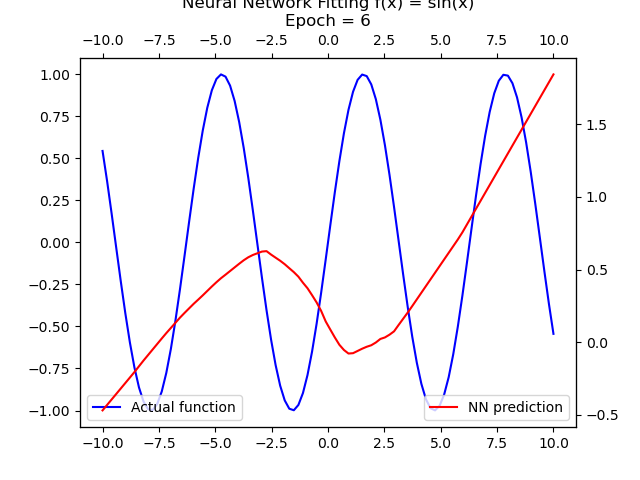 Neural Network Fitting f(x) = sin(x)
Epoch = 6
−10.0 −7.5 −5.0 −2.5 0.0 2.5 5.0 7.5 10.0
1.00
0.75
0.50
0.25
0.00
−0.25
−0.50
−0.75
−1.00
1.5
1.0
0.5
0.0
−0.5
Actual function
NN prediction
−10.0 −7.5 −5.0 −2.5 0.0 2.5 5.0 7.5 10.0